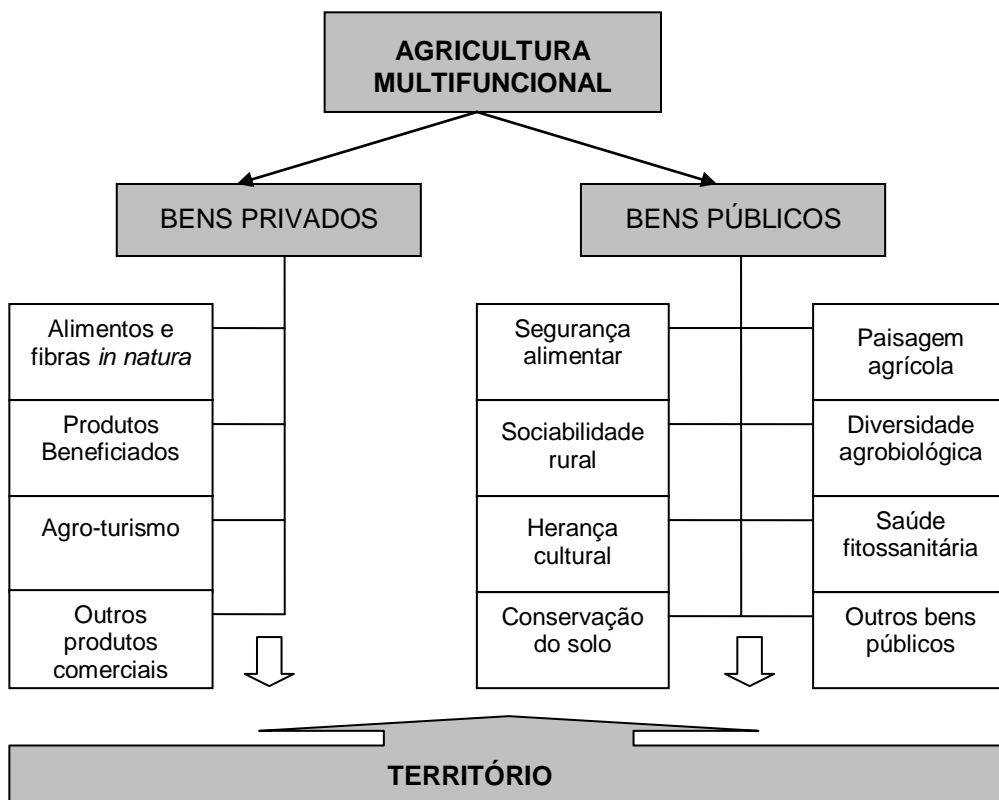 AGRICULTURA
MULTIFUNCIONAL
BENS PRIVADOS
BENS PÚBLICOS
Alimentos e
fibras in natura
Produtos
Beneficiados
Agro-turismo
Outros
produtos
comerciais
Segurança
alimentar
Sociabilidade
rural
Herança
cultural
Conservação
do solo
Paisagem
agrícola
Diversidade
agrobiológica
Saúde
fitossanitária
Outros bens
públicos
TERRITÓRIO